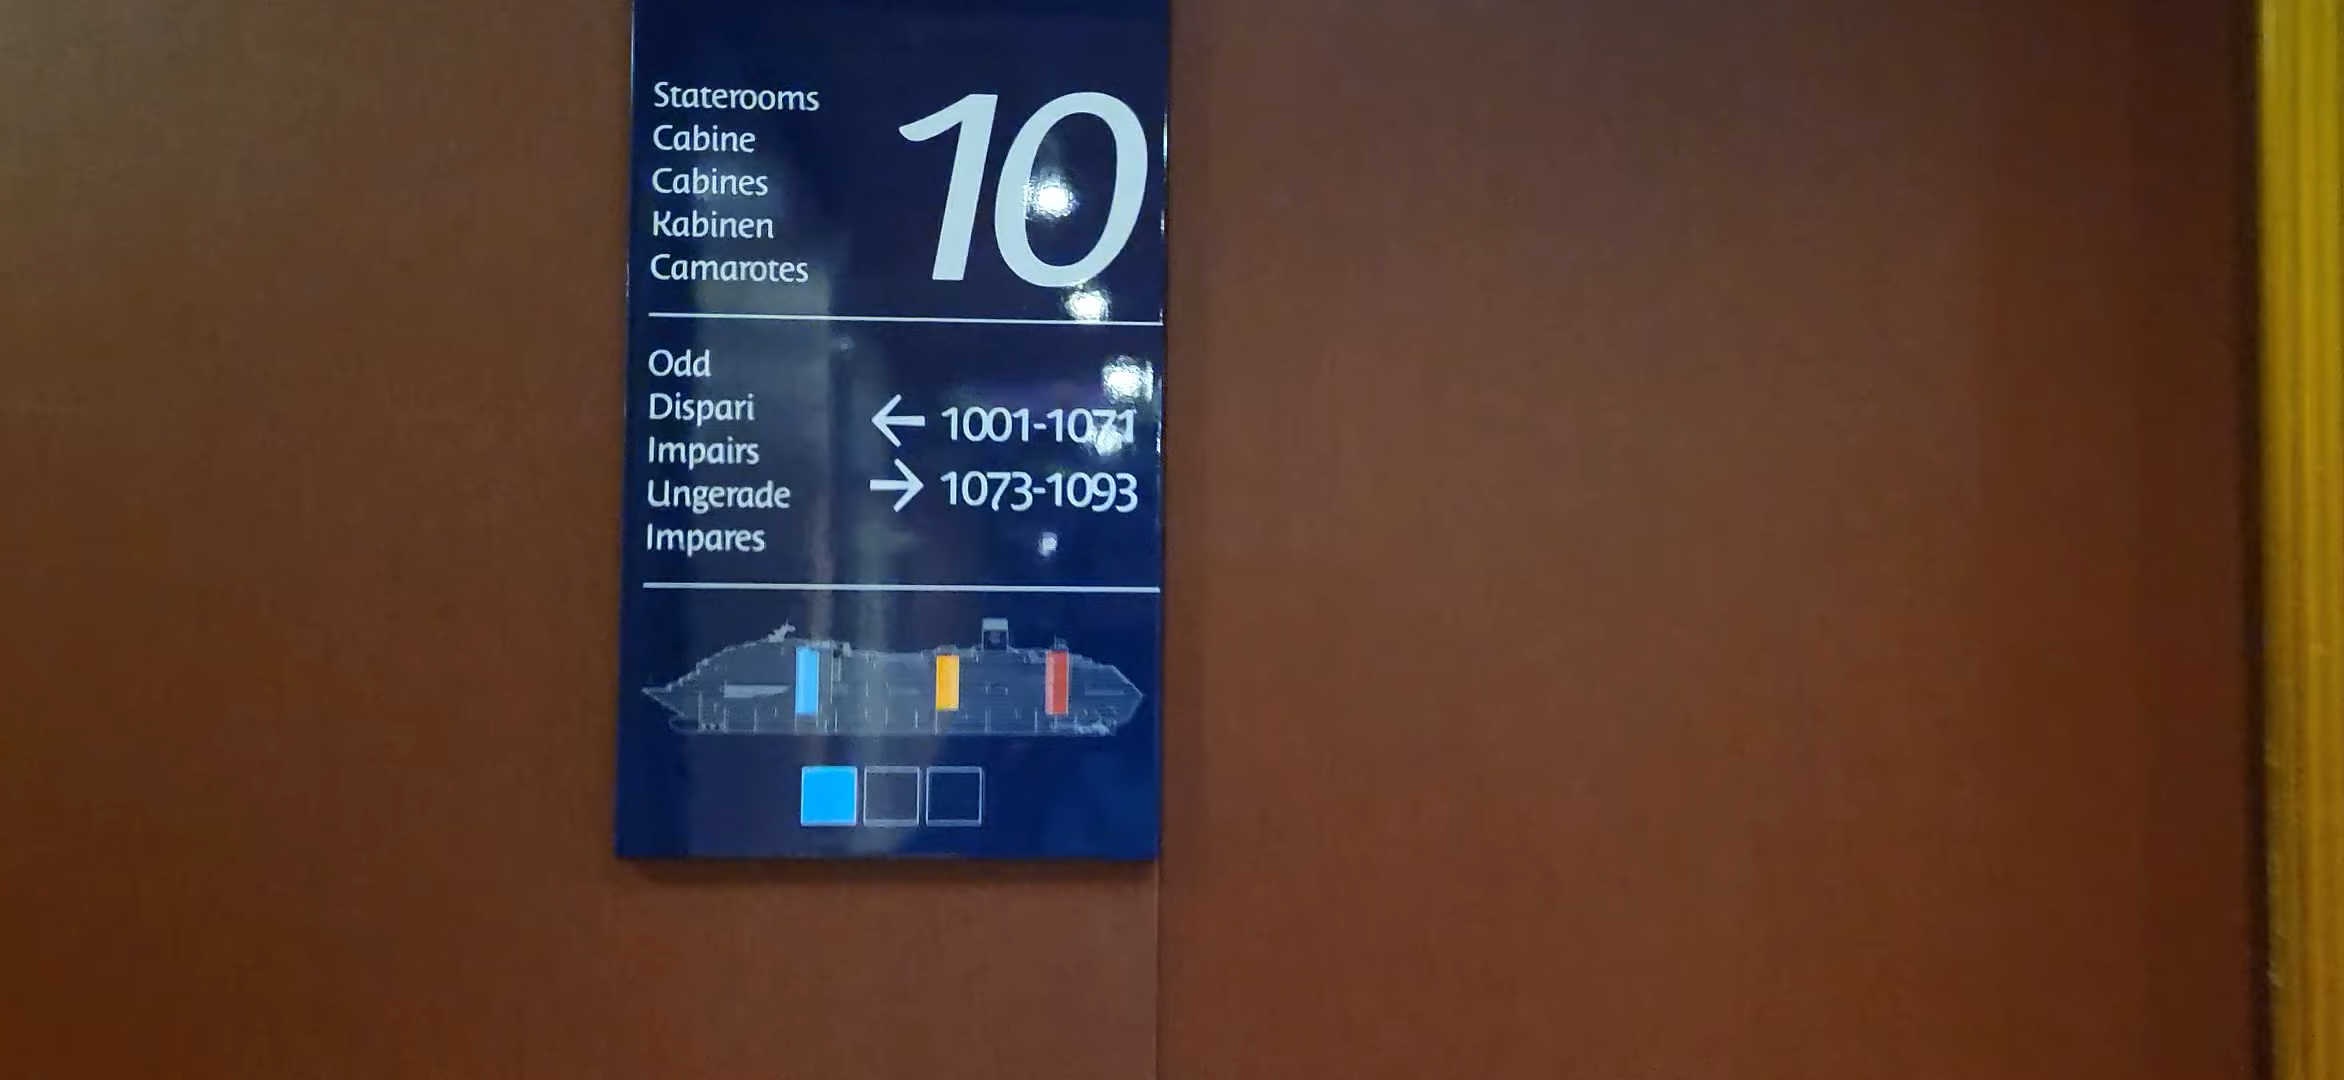 Staterooms
Cabine
Cabines
Kabinen
Camarotes
10
Odd
Dispari
Impairs
Ungerade
Impares
← 1001-1071
→ 1073-1093